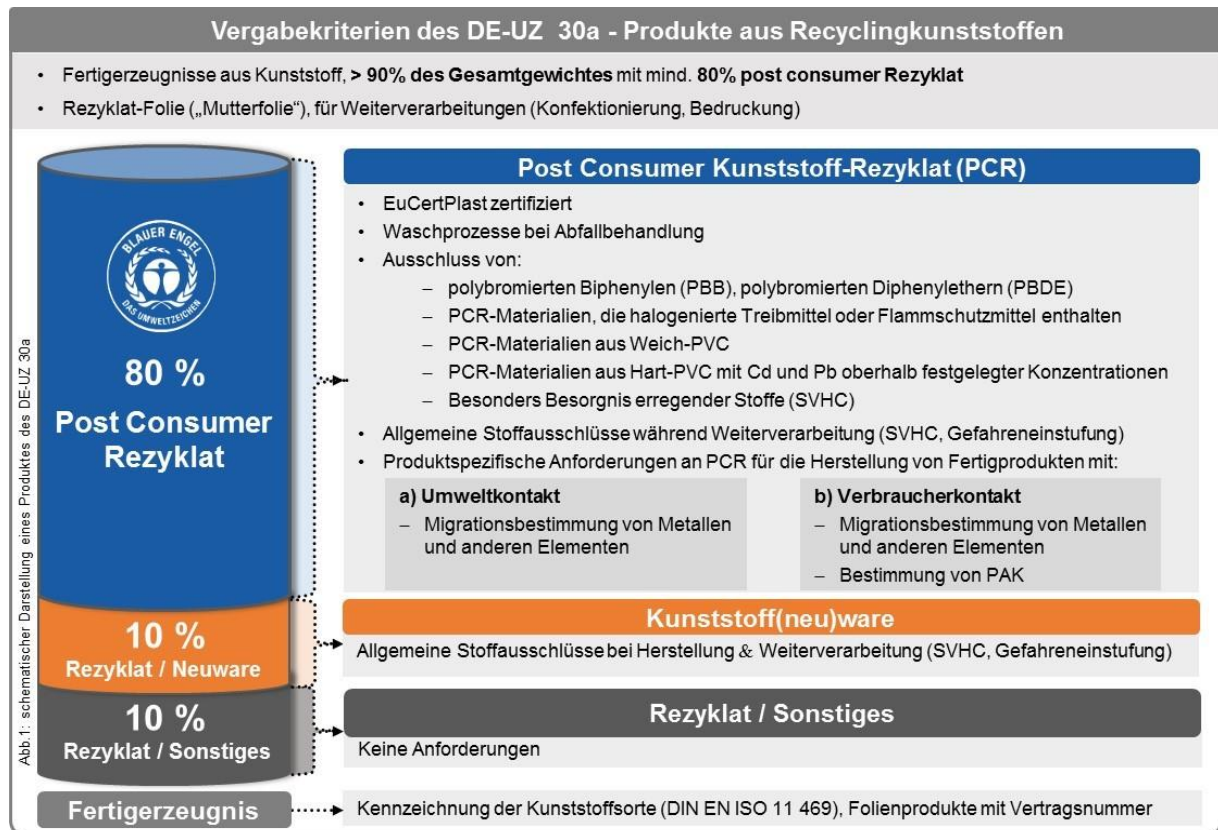 Vergabekriterien des DE-UZ 30a - Produkte aus Recyclingkunststoffen
• Fertigerzeugnisse aus Kunststoff, > 90% des Gesamtgewichtes mit mind. 80% post consumer Rezyklat
• Rezyklat-Folie („Mutterfolie“), für Weiterverarbeitungen (Konfektionierung, Bedruckung)
Abb.1: schematischer Darstellung eines Produktes des DE-UZ 30a
BLAUER ENGEL
DAS UMWELTZEICHEN
80 %
Post Consumer
Rezyklat
10 %
Rezyklat / Neuware
10 %
Rezyklat / Sonstiges
Post Consumer Kunststoff-Rezyklat (PCR)
• EuCertPlast zertifiziert
• Waschprozesse bei Abfallbehandlung
• Ausschluss von:
– polybromierten Biphenylen (PBB), polybromierten Diphenylethern (PBDE)
– PCR-Materialien, die halogenierte Treibmittel oder Flammschutzmittel enthalten
– PCR-Materialien aus Weich-PVC
– PCR-Materialien aus Hart-PVC mit Cd und Pb oberhalb festgelegter Konzentrationen
– Besonders Besorgnis erregender Stoffe (SVHC)
• Allgemeine Stoffausschlüsse während Weiterverarbeitung (SVHC, Gefahreneinstufung)
• Produktspezifische Anforderungen an PCR für die Herstellung von Fertigprodukten mit:
a) Umweltkontakt
– Migrationsbestimmung von Metallen
und anderen Elementen
b) Verbraucherkontakt
– Migrationsbestimmung von Metallen
und anderen Elementen
– Bestimmung von PAK
Kunststoff(neu)ware
Allgemeine Stoffausschlüsse bei Herstellung & Weiterverarbeitung (SVHC, Gefahreneinstufung)
Rezyklat / Sonstiges
Keine Anforderungen
Fertigerzeugnis
Kennzeichnung der Kunststoffsorte (DIN EN ISO 11 469), Folienprodukte mit Vertragsnummer